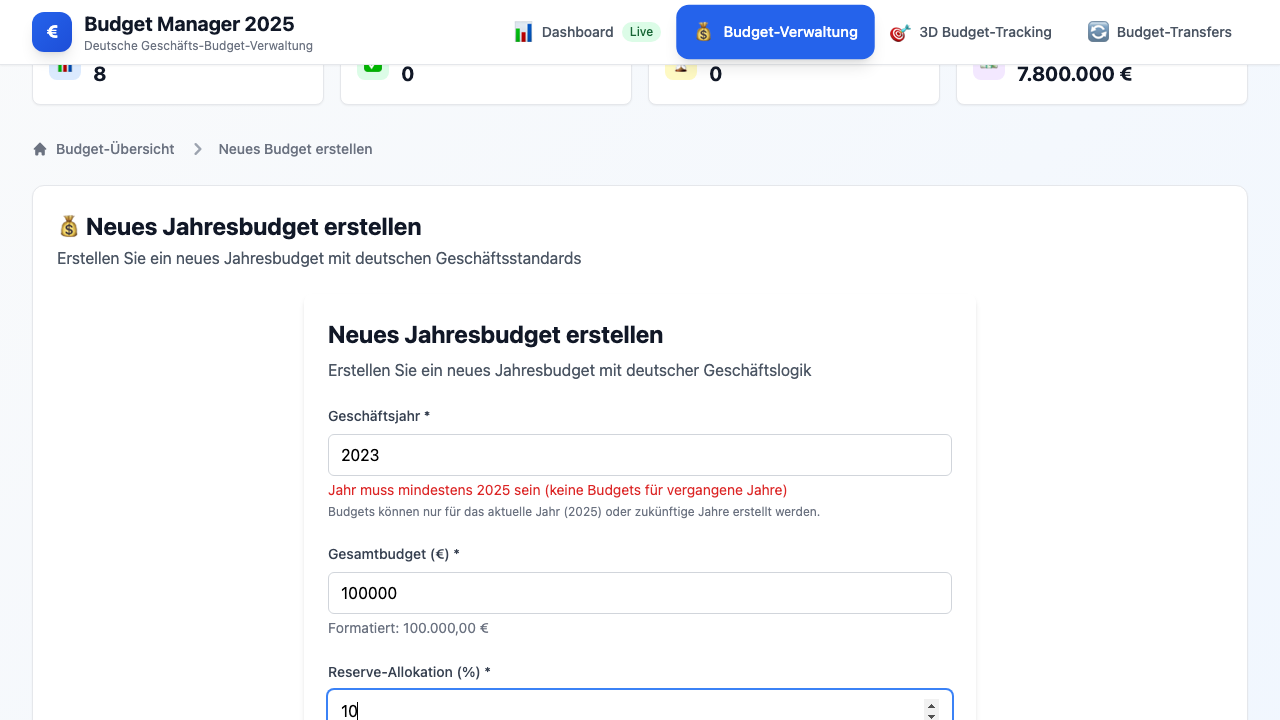 €
Budget Manager 2025
Deutsche Geschäfts-Budget-Verwaltung
Dashboard
Live
Budget-Verwaltung
3D Budget-Tracking
Budget-Transfers
8
0
0
7.800.000 €
Budget-Übersicht
Neues Budget erstellen
Neues Jahresbudget erstellen
Erstellen Sie ein neues Jahresbudget mit deutschen Geschäftsstandards
Neues Jahresbudget erstellen
Erstellen Sie ein neues Jahresbudget mit deutscher Geschäftslogik
Geschäftsjahr *
2023
Jahr muss mindestens 2025 sein (keine Budgets für vergangene Jahre)
Budgets können nur für das aktuelle Jahr (2025) oder zukünftige Jahre erstellt werden.
Gesamtbudget (€) *
100000
Formatiert: 100.000,00 €
Reserve-Allokation (%) *
10